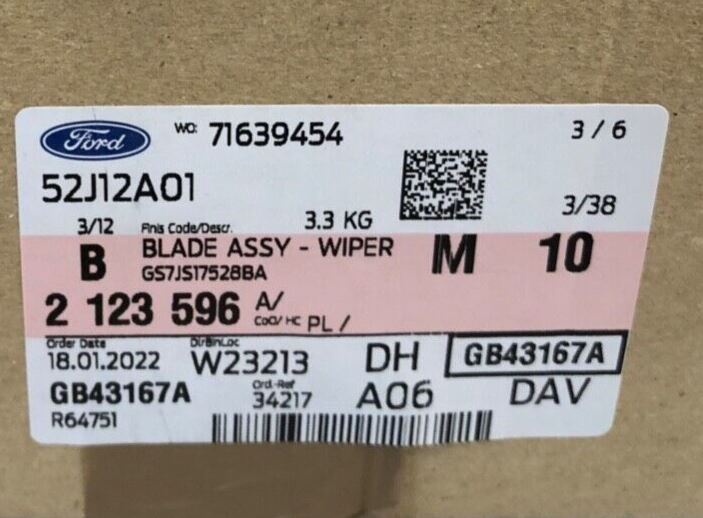 Ford WO: 71639454 3 / 6
52J12A01
3/12 Finis Code/Descr. 3.3 KG 3/38
B BLADE ASSY - WIPER M 10
GS7JS17528BA
2 123 596 A/ CoO/ HC PL /
Order Date DlrBinLoc
18.01.2022 W23213 DH GB43167A
GB43167A Ord.-Ref 34217 A06 DAV
R64751